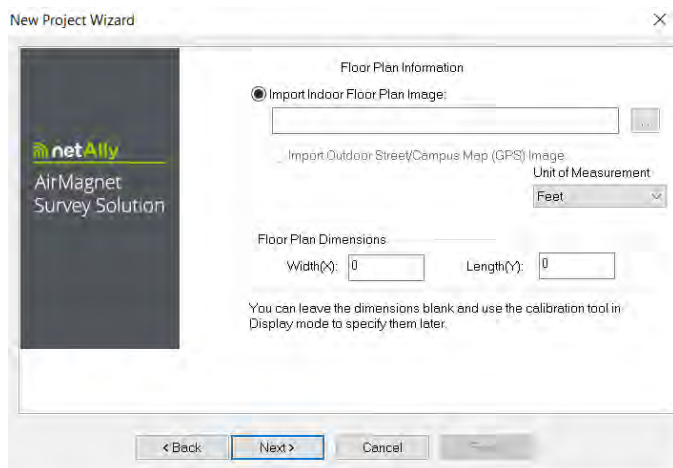 New Project Wizard
Floor Plan Information
Import Indoor Floor Plan Image:
...
Import Outdoor Street/Campus Map (GPS) Image
Unit of Measurement
Feet
netAlly
AirMagnet
Survey Solution
Floor Plan Dimensions
Width(X): 0 Length(Y): 0
You can leave the dimensions blank and use the calibration tool in
Display mode to specify them later.
< Back Next > Cancel